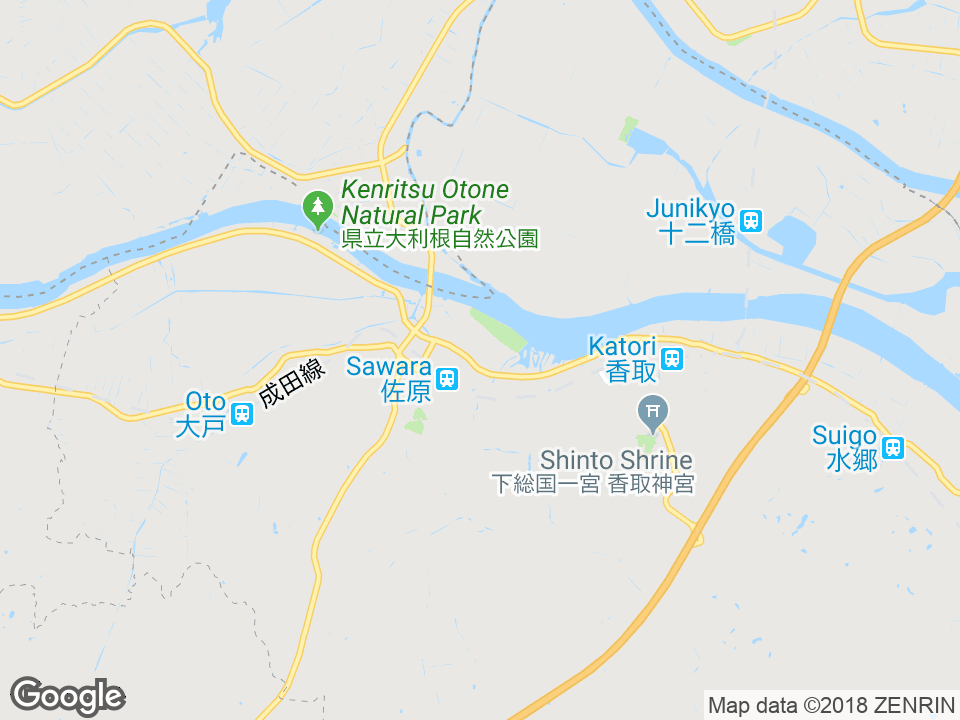 Kenritsu Otone
Natural Park
県立大利根自然公園
Junikyo
十二橋
Katori
香取
Sawara
佐原
成田線
Oto
大戸
Suigo
水郷
Shinto Shrine
下総国一宮 香取神宮
Google
Map data ©2018 ZENRIN